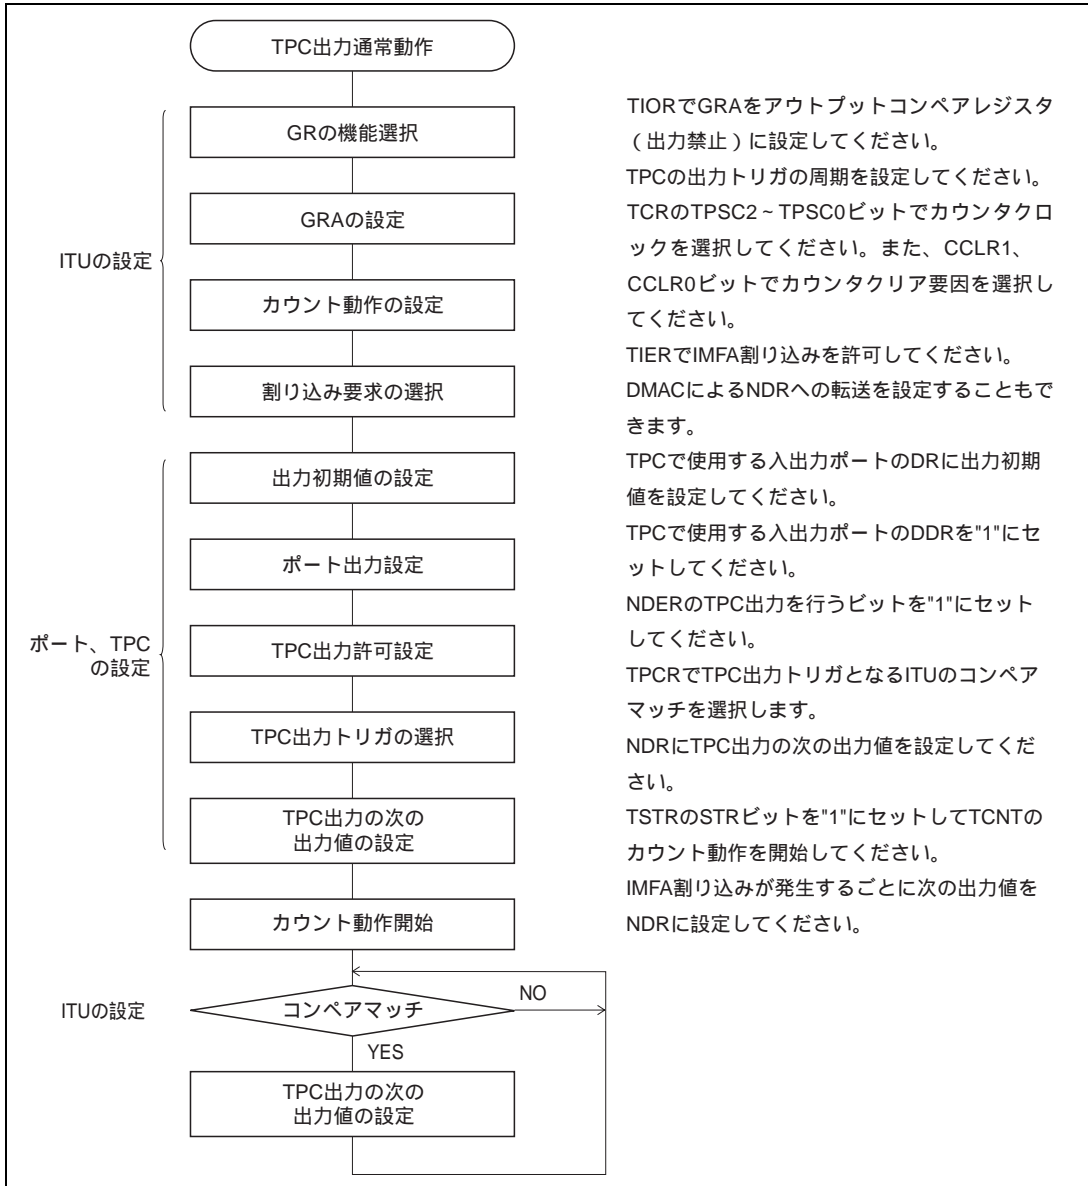 TPC出力通常動作
GRの機能選択
GRAの設定
ITUの設定
カウント動作の設定
割り込み要求の選択
出力初期値の設定
ポート出力設定
ポート、TPC
の設定
TPC出力許可設定
TPC出力トリガの選択
TPC出力の次の
出力値の設定
カウント動作開始
ITUの設定
コンペアマッチ
NO
YES
TPC出力の次の
出力値の設定
TIORでGRAをアウトプットコンペアレジスタ
（出力禁止）に設定してください。
TPCの出力トリガの周期を設定してください。
TCRのTPSC2～TPSC0ビットでカウンタクロ
ックを選択してください。また、CCLR1、
CCLR0ビットでカウンタクリア要因を選択し
てください。
TIERでIMFA割り込みを許可してください。
DMACによるNDRへの転送を設定することもで
きます。
TPCで使用する入出力ポートのDRに出力初期
値を設定してください。
TPCで使用する入出力ポートのDDRを"1"にセ
ットしてください。
NDERのTPC出力を行うビットを"1"にセット
してください。
TPCRでTPC出力トリガとなるITUのコンペア
マッチを選択します。
NDRにTPC出力の次の出力値を設定してくだ
さい。
TSTRのSTRビットを"1"にセットしてTCNTの
カウント動作を開始してください。
IMFA割り込みが発生するごとに次の出力値を
NDRに設定してください。